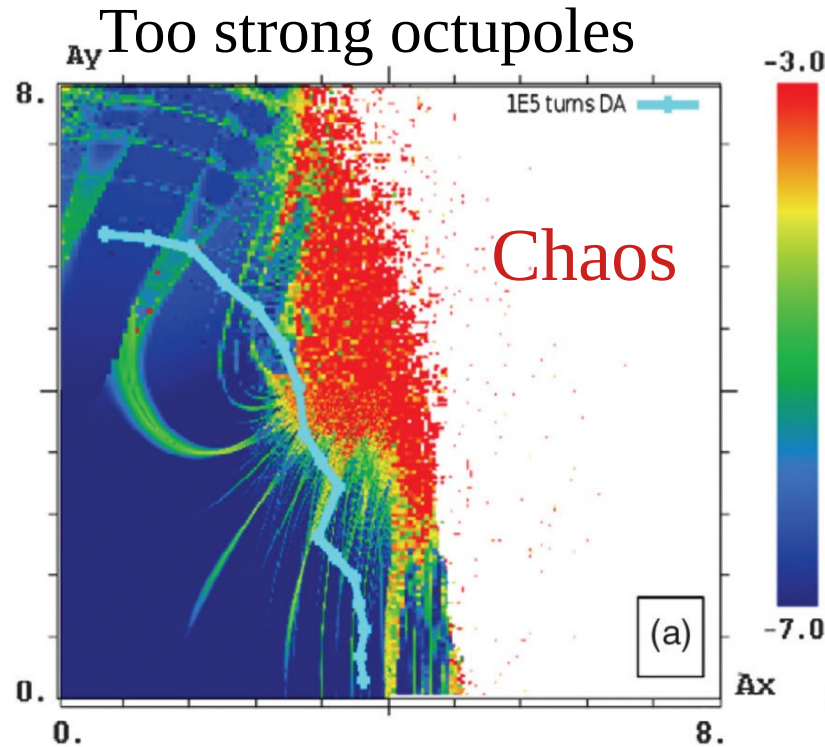 Too strong octupoles
Ay
8.
1E5 turns DA
-3.0
Chaos
(a)
-7.0
0.
Ax
0.
8.